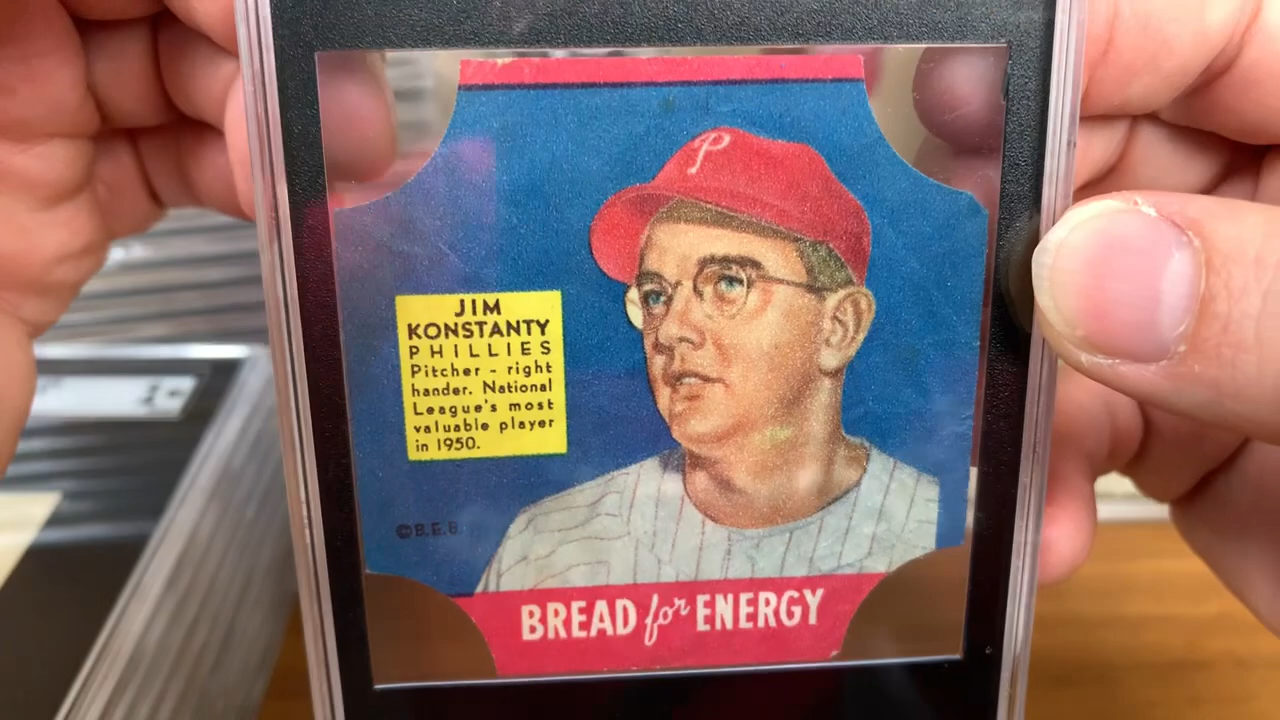 P
JIM
KONSTANTY
PHILLIES
Pitcher - right
hander. National
League's most
valuable player
in 1950.
©B.E.B.
BREAD for ENERGY